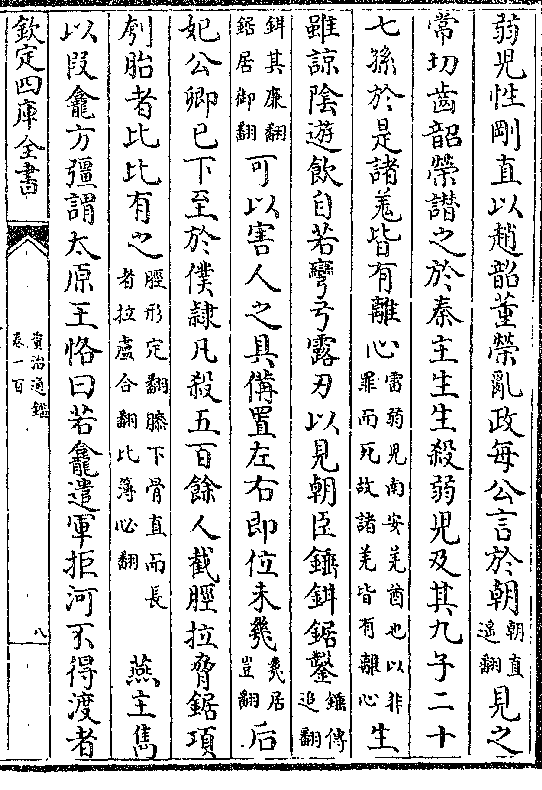 弱兒性剛直以趙韶董榮亂政每公言於朝朝直遥翻見之
常切齒韶榮譖之於秦主生生殺弱兒及其九子二十
七孫於是諸羌皆有離心雷弱兒南安羌酋也以非罪而死故諸羌皆有離心生
雖諒陰遊飲自若彎弓露刃以見朝臣錘鉗鋸鑿錘傳追翻
鉗其廉翻鋸居御翻可以害人之具備置左右即位未幾幾居豈翻后
妃公卿已下至於僕隷凡殺五百餘人截脛拉脅鋸項
刳胎者比比有之脛形定翻膝下骨直而長者拉盧合翻比簿必翻燕主雋
以段龕方彊謂太原王恪曰若龕遣軍拒河不得渡者
欽定四庫全書
資治通鑑
卷一百
八